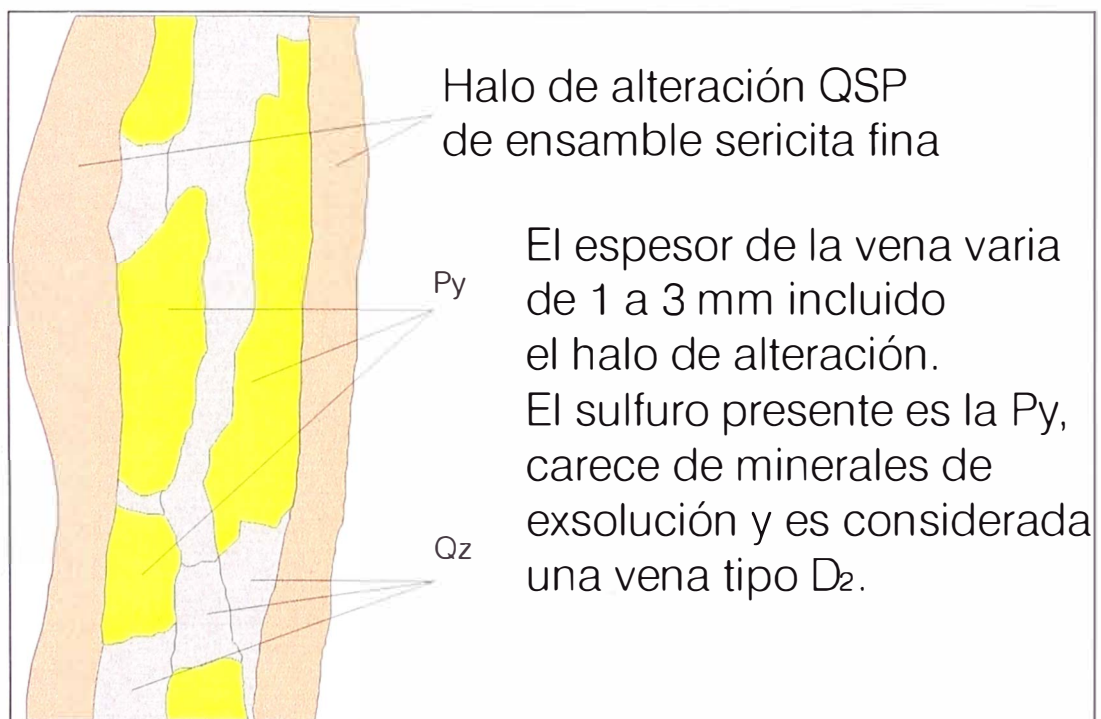 Halo de alteración QSP
de ensamble sericita fina
El espesor de la vena varia
de 1 a 3 mm incluido
el halo de alteración.
El sulfuro presente es la Py,
carece de minerales de
exsolución y es considerada
una vena tipo D2.
Py
Qz